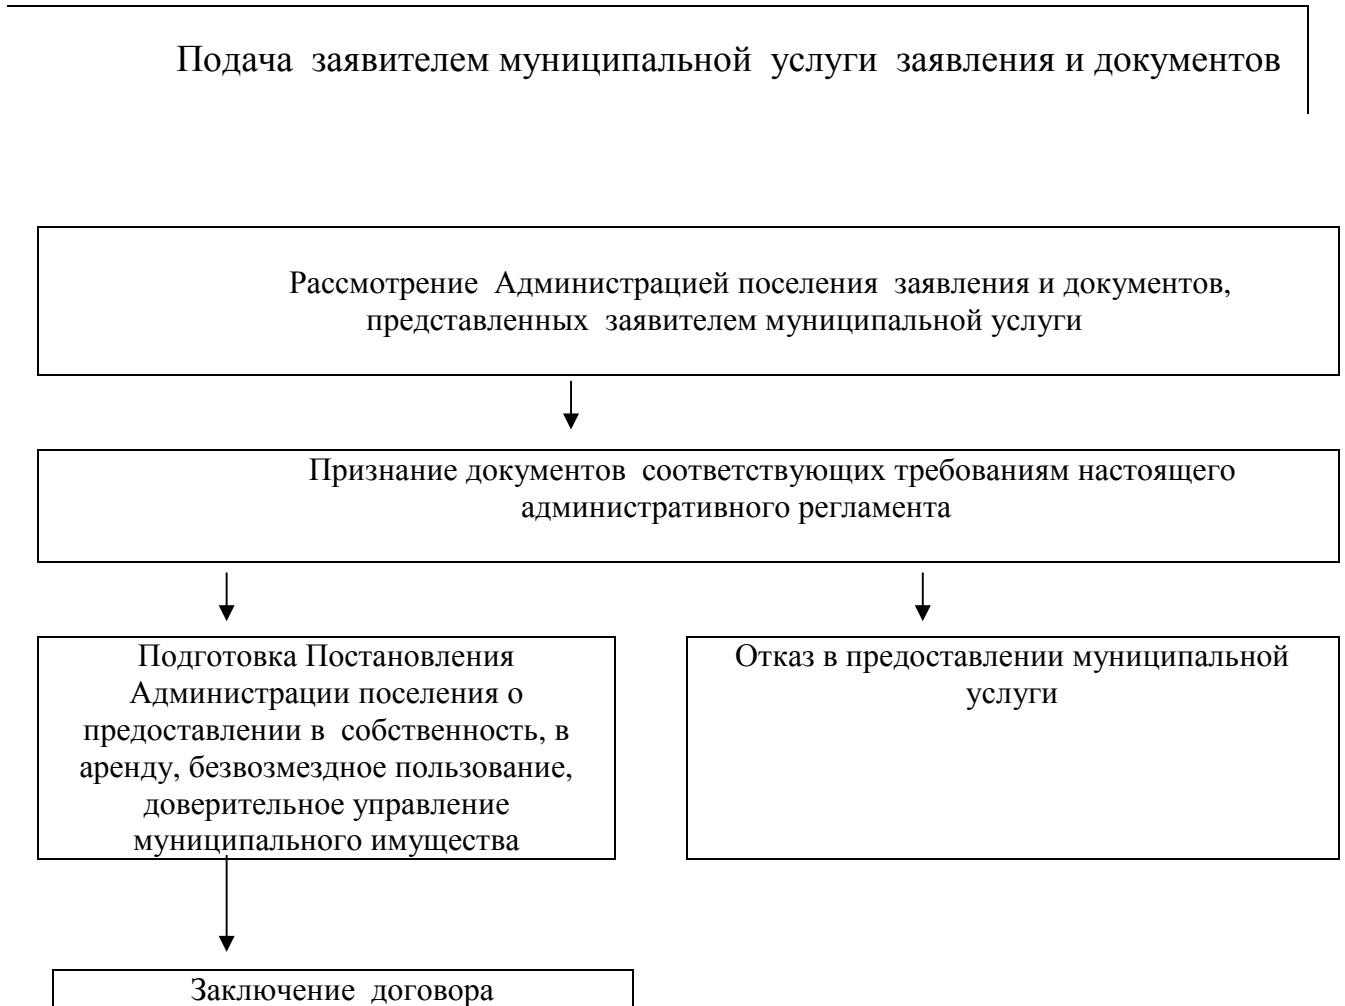 Подача заявителем муниципальной услуги заявления и документов
Рассмотрение Администрацией поселения заявления и документов,
представленных заявителем муниципальной услуги
Признание документов соответствующих требованиям настоящего
административного регламента
Подготовка Постановления
Администрации поселения о
предоставлении в собственность, в
аренду, безвозмездное пользование,
доверительное управление
муниципального имущества
Отказ в предоставлении муниципальной
услуги
Заключение договора